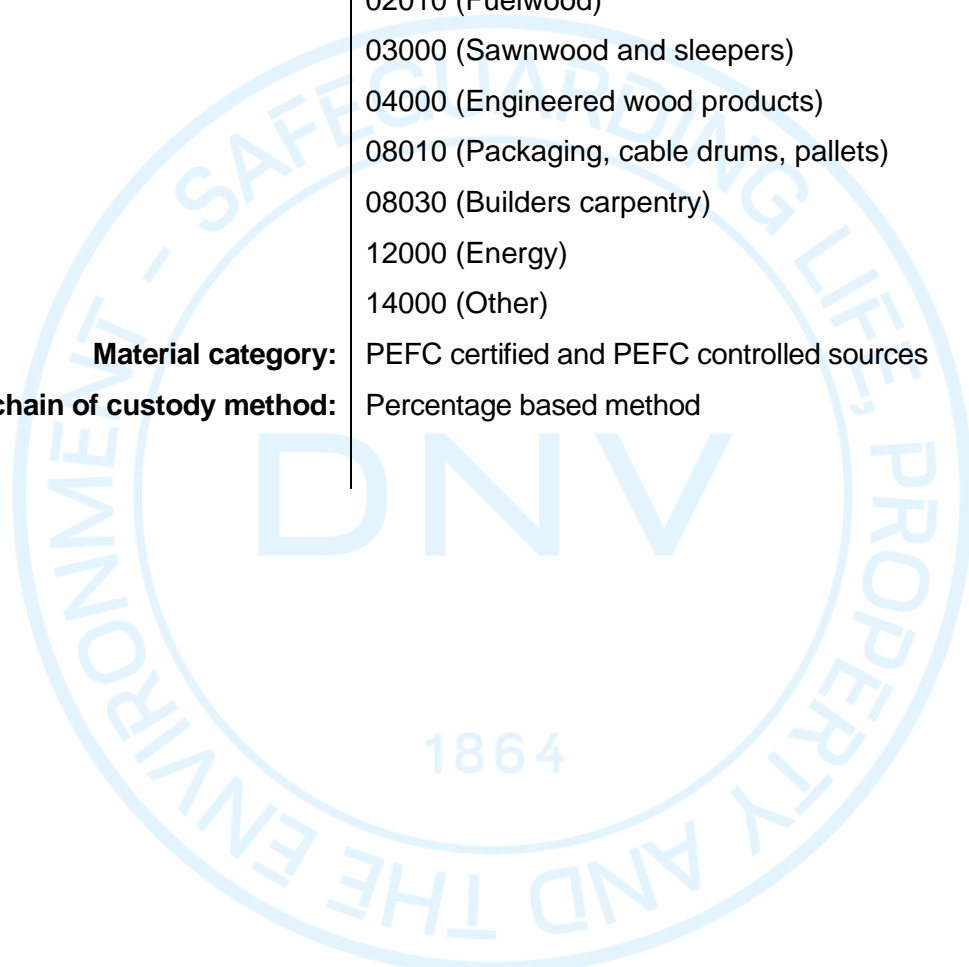 02010 (Fuelwood)
03000 (Sawnwood and sleepers)
04000 (Engineered wood products)
08010 (Packaging, cable drums, pallets)
08030 (Builders carpentry)
12000 (Energy)
14000 (Other)
Material category: PEFC certified and PEFC controlled sources
chain of custody method: Percentage based method
SAFEGUARDING LIFE, PROPERTY AND THE ENVIRONMENT -
DNV
1864